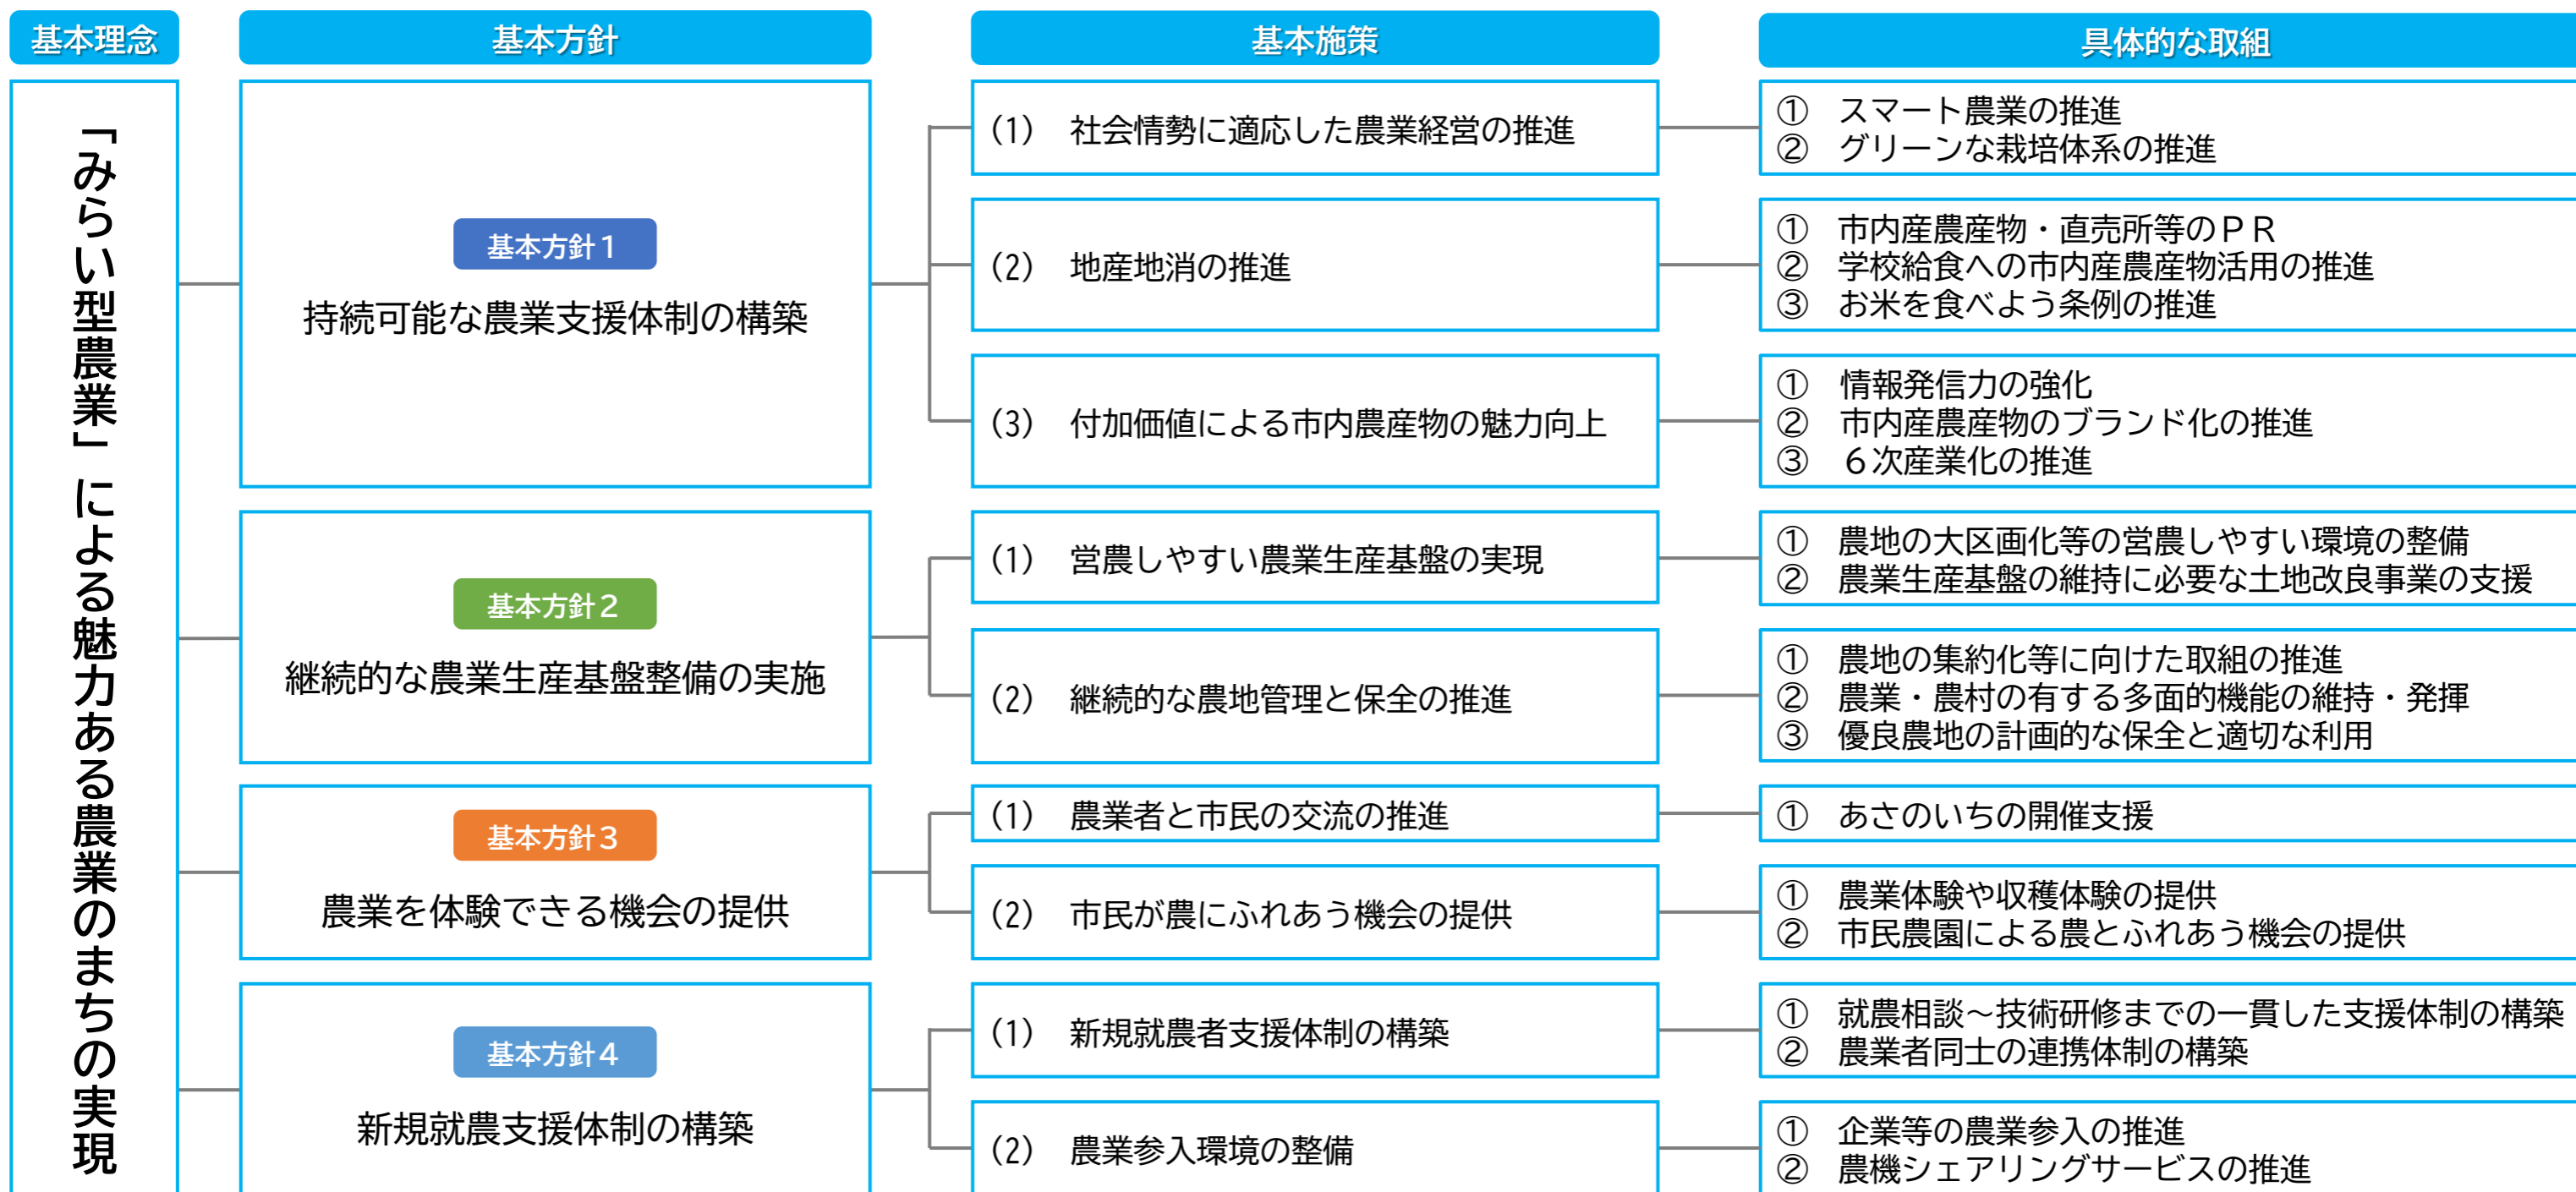 基本理念
基本方針
基本施策
具体的な取組
「みらい型農業」による魅力ある農業のまちの実現
基本方針１
持続可能な農業支援体制の構築
(1) 社会情勢に適応した農業経営の推進
① スマート農業の推進
② グリーンな栽培体系の推進
(2) 地産地消の推進
① 市内産農産物・直売所等のＰＲ
② 学校給食への市内産農産物活用の推進
③ お米を食べよう条例の推進
(3) 付加価値による市内農産物の魅力向上
① 情報発信力の強化
② 市内産農産物のブランド化の推進
③ ６次産業化の推進
基本方針２
継続的な農業生産基盤整備の実施
(1) 営農しやすい農業生産基盤の実現
① 農地の大区画化等の営農しやすい環境の整備
② 農業生産基盤の維持に必要な土地改良事業の支援
(2) 継続的な農地管理と保全の推進
① 農地の集約化等に向けた取組の推進
② 農業・農村の有する多面的機能の維持・発揮
③ 優良農地の計画的な保全と適切な利用
基本方針３
農業を体験できる機会の提供
(1) 農業者と市民の交流の推進
① あさのいちの開催支援
(2) 市民が農にふれあう機会の提供
① 農業体験や収穫体験の提供
② 市民農園による農とふれあう機会の提供
基本方針４
新規就農支援体制の構築
(1) 新規就農者支援体制の構築
① 就農相談～技術研修までの一貫した支援体制の構築
② 農業者同士の連携体制の構築
(2) 農業参入環境の整備
① 企業等の農業参入の推進
② 農機シェアリングサービスの推進